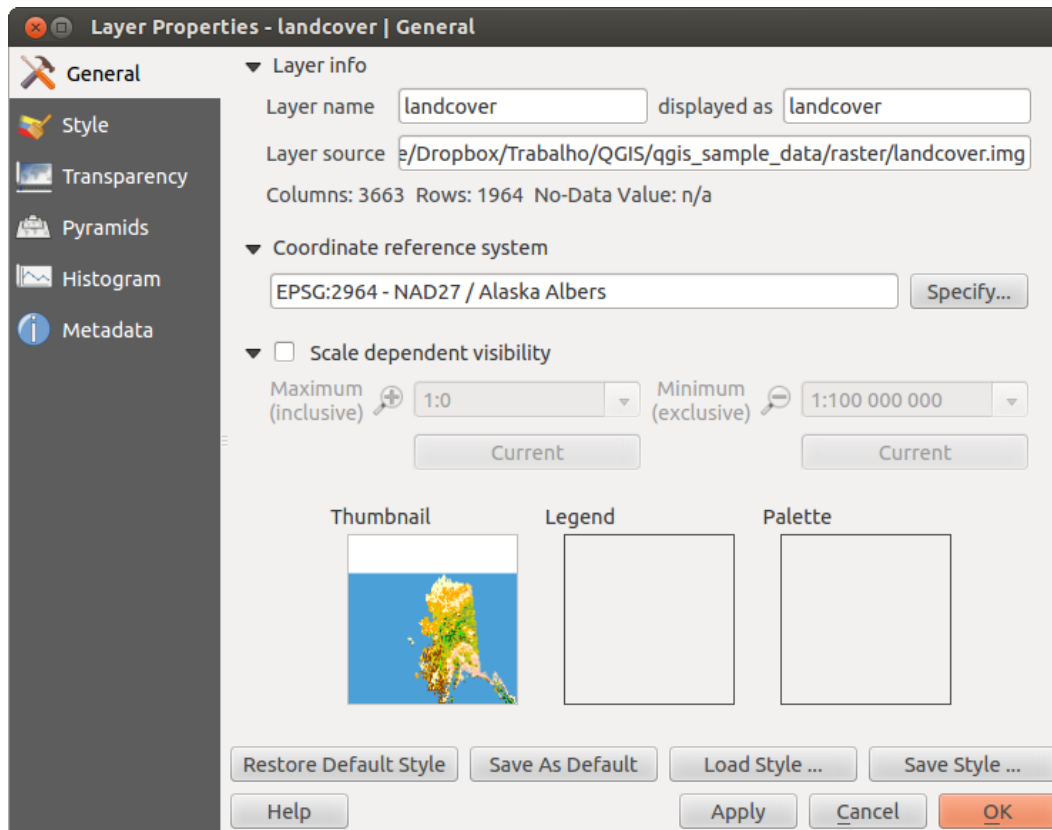 Layer Properties - landcover | General
General
Style
Transparency
Pyramids
Histogram
Metadata
Layer info
Layer name landcover displayed as landcover
Layer source e/Dropbox/Trabalho/QGIS/qgis_sample_data/raster/landcover.img
Columns: 3663 Rows: 1964 No-Data Value: n/a
Coordinate reference system
EPSG:2964 - NAD27 / Alaska Albers Specify...
Scale dependent visibility
Maximum (inclusive) 1:0 Minimum (exclusive) 1:100 000 000
Current Current
Thumbnail Legend Palette
Restore Default Style Save As Default Load Style ... Save Style ...
Help Apply Cancel OK